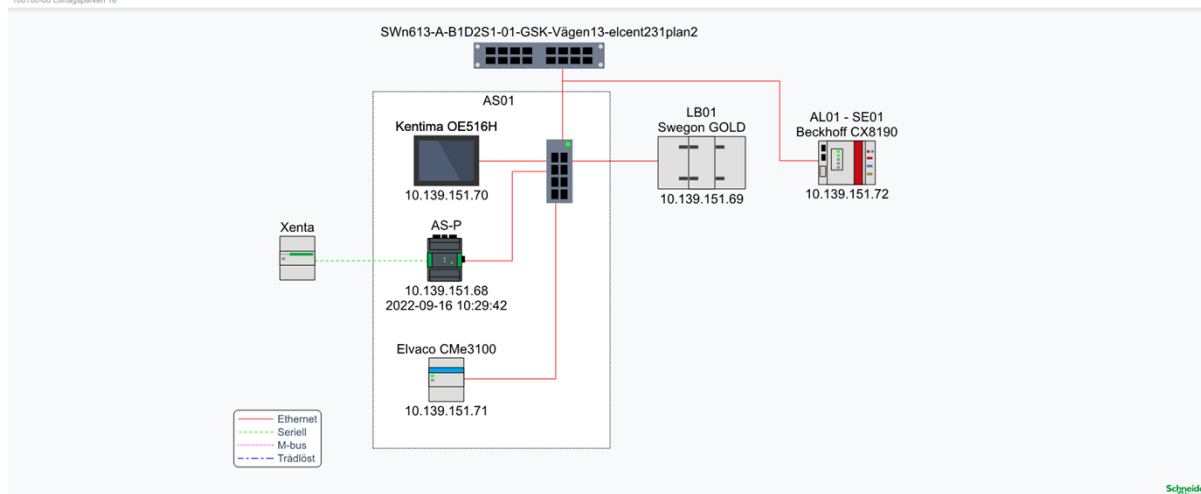 SWn613-A-B1D2S1-01-GSK-Vägen13-elcent231plan2
AS01
Kentima OE516H
10.139.151.70
LB01
Swegon GOLD
10.139.151.69
AL01 - SE01
Beckhoff CX8190
10.139.151.72
Xenta
AS-P
10.139.151.68
2022-09-16 10:29:42
Elvaco CMe3100
10.139.151.71
Ethernet
Seriell
M-bus
Trådlöst